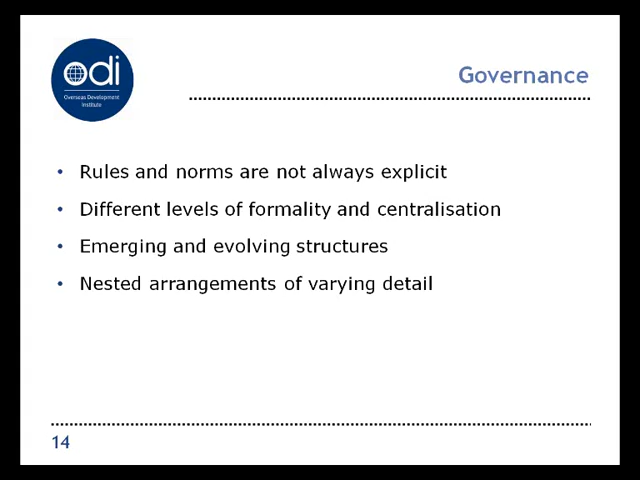 odi
Overseas Development
Institute
Governance
• Rules and norms are not always explicit
• Different levels of formality and centralisation
• Emerging and evolving structures
• Nested arrangements of varying detail
14